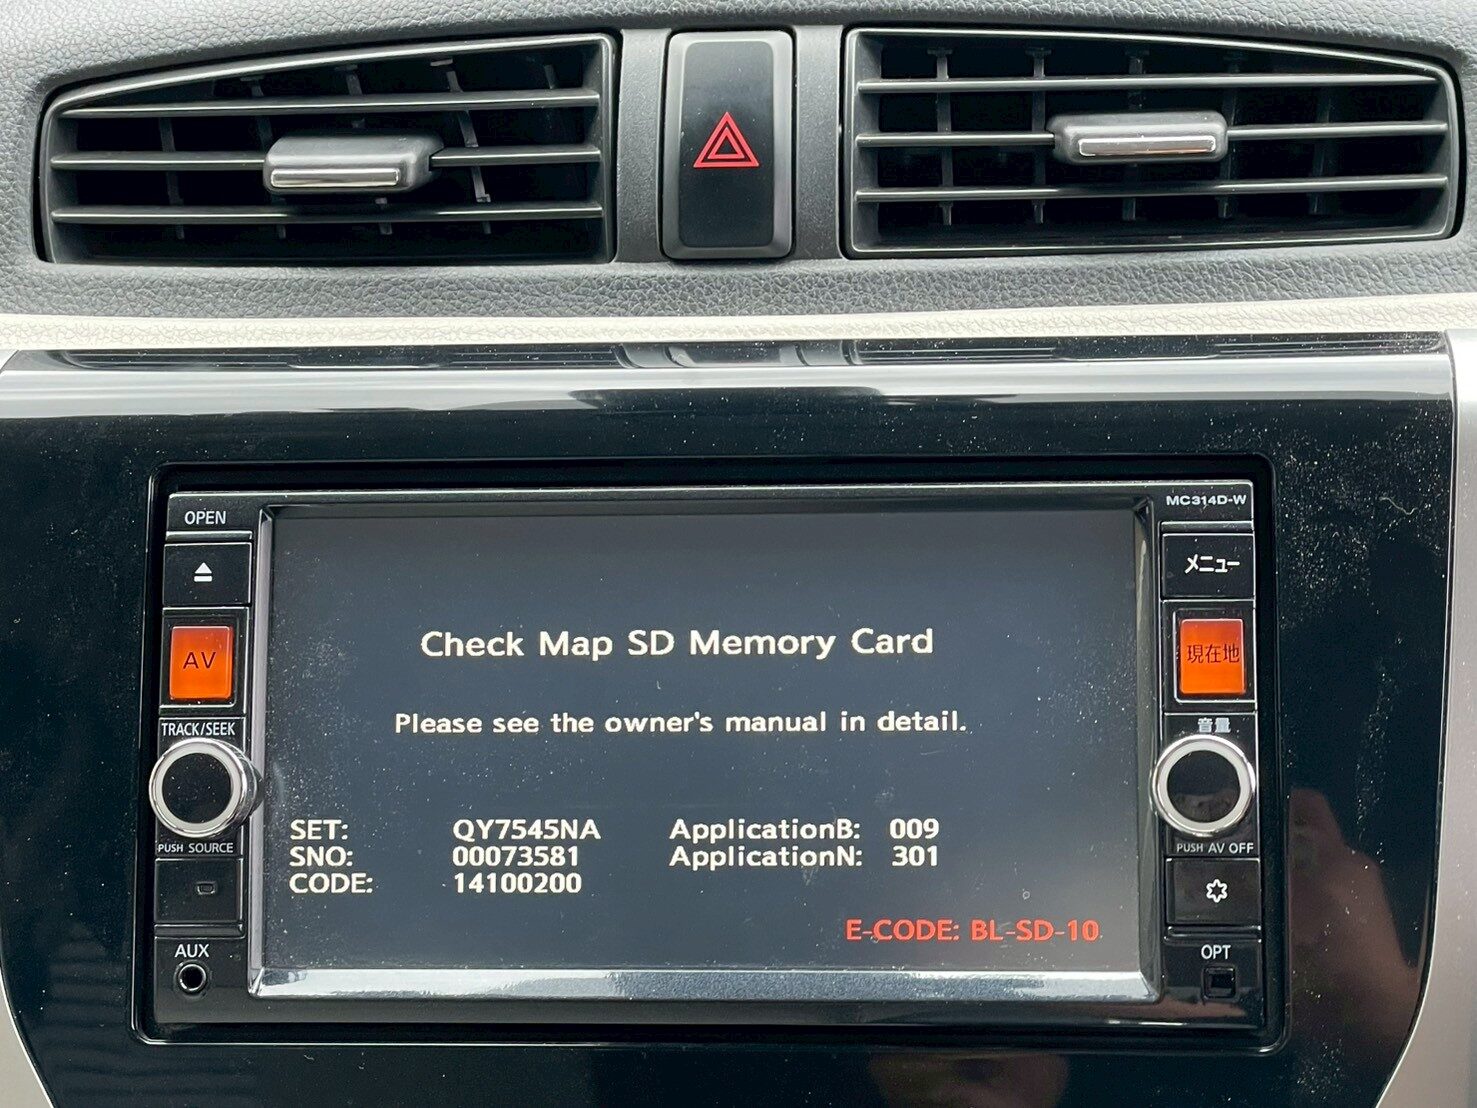 OPEN
MC314D-W
メニュー
AV
現在地
TRACK/SEEK
音量
PUSH SOURCE
PUSH AV OFF
AUX
OPT
Check Map SD Memory Card
Please see the owner's manual in detail.
SET: QY7545NA ApplicationB: 009
SNO: 00073581 ApplicationN: 301
CODE: 14100200
E-CODE: BL-SD-10